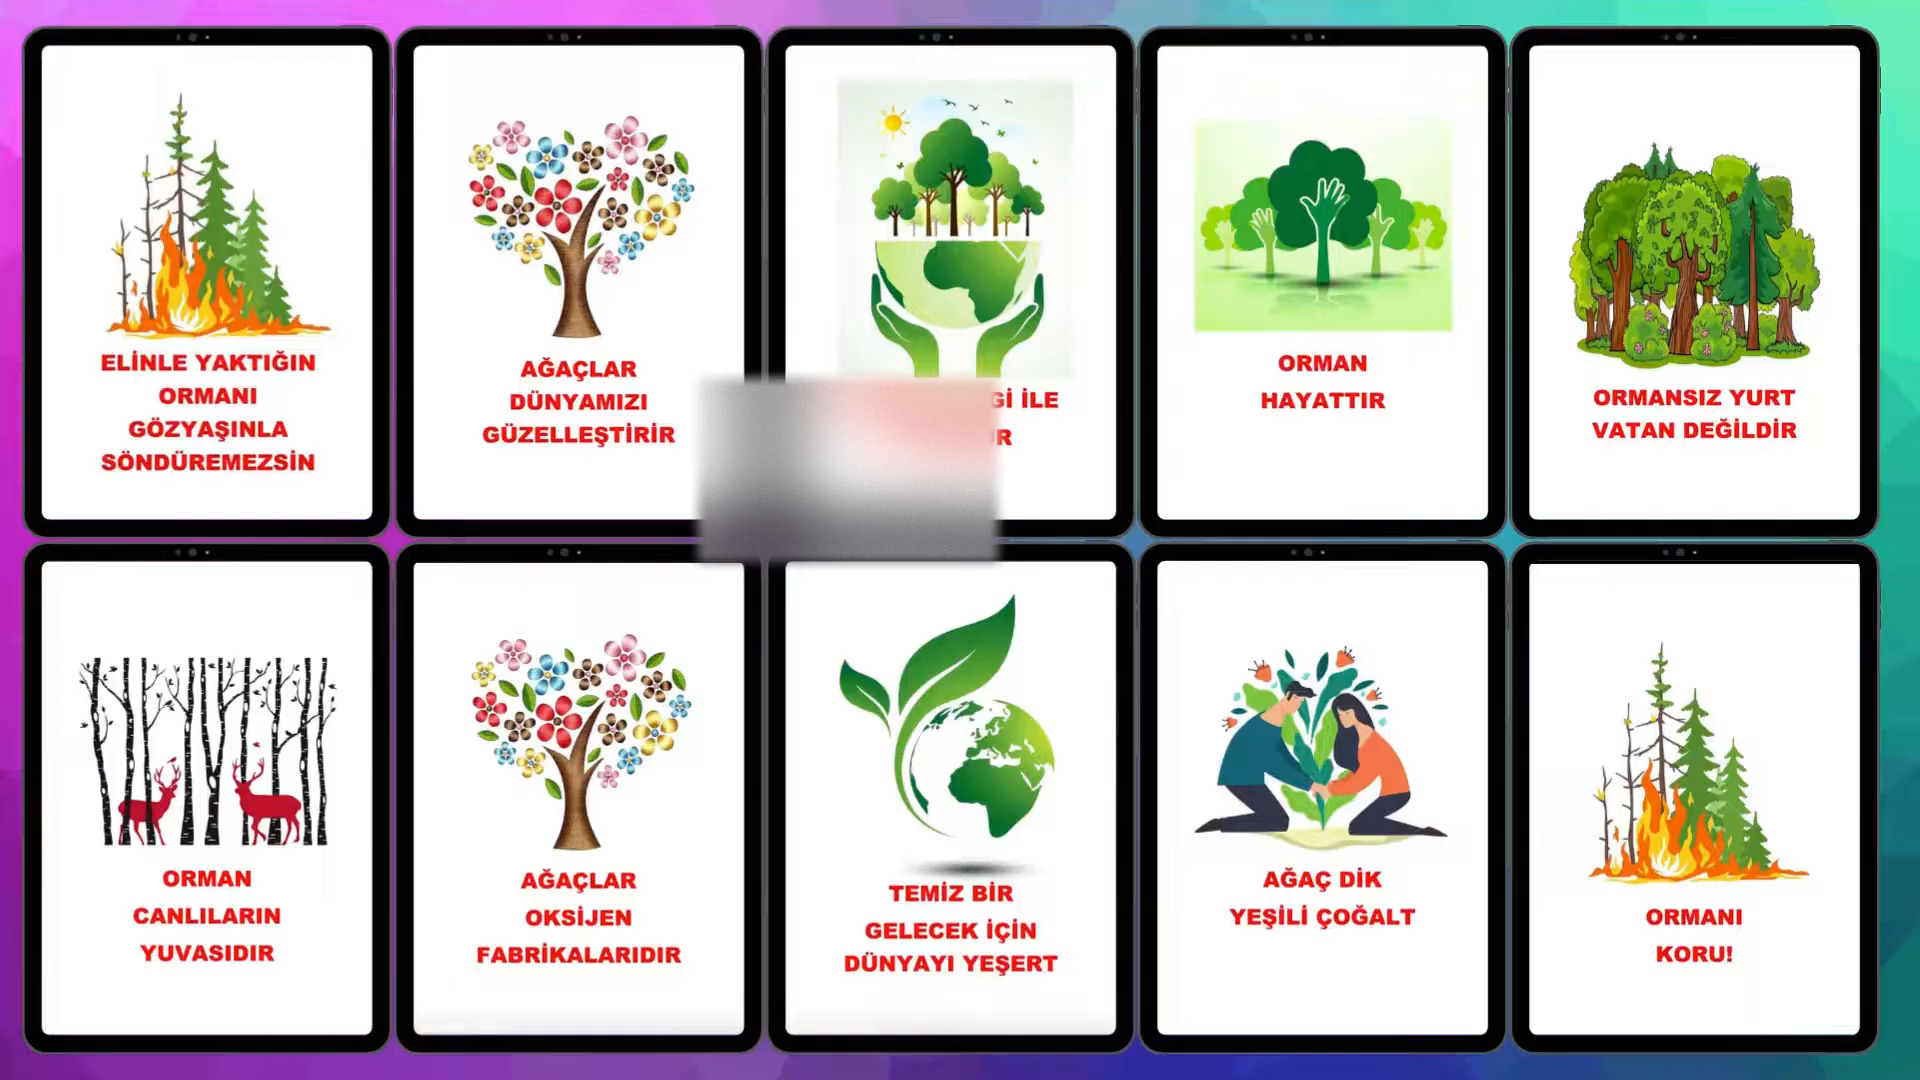 ELİNLE YAKTIĞIN
ORMANI
GÖZYAŞINLA
SÖNDÜREMEZSİN
AĞAÇLAR
DÜNYAMIZI
GÜZELLEŞTİRİR
İLE
ORMAN
HAYATTIR
ORMANSIZ YURT
VATAN DEĞİLDİR
ORMAN
CANLILARIN
YUVASIDIR
AĞAÇLAR
OKSİJEN
FABRİKALARIDIR
TEMİZ BİR
GELECEK İÇİN
DÜNYAYI YEŞERT
AĞAÇ DİK
YEŞİLİ ÇOĞALT
ORMANI
KORU!